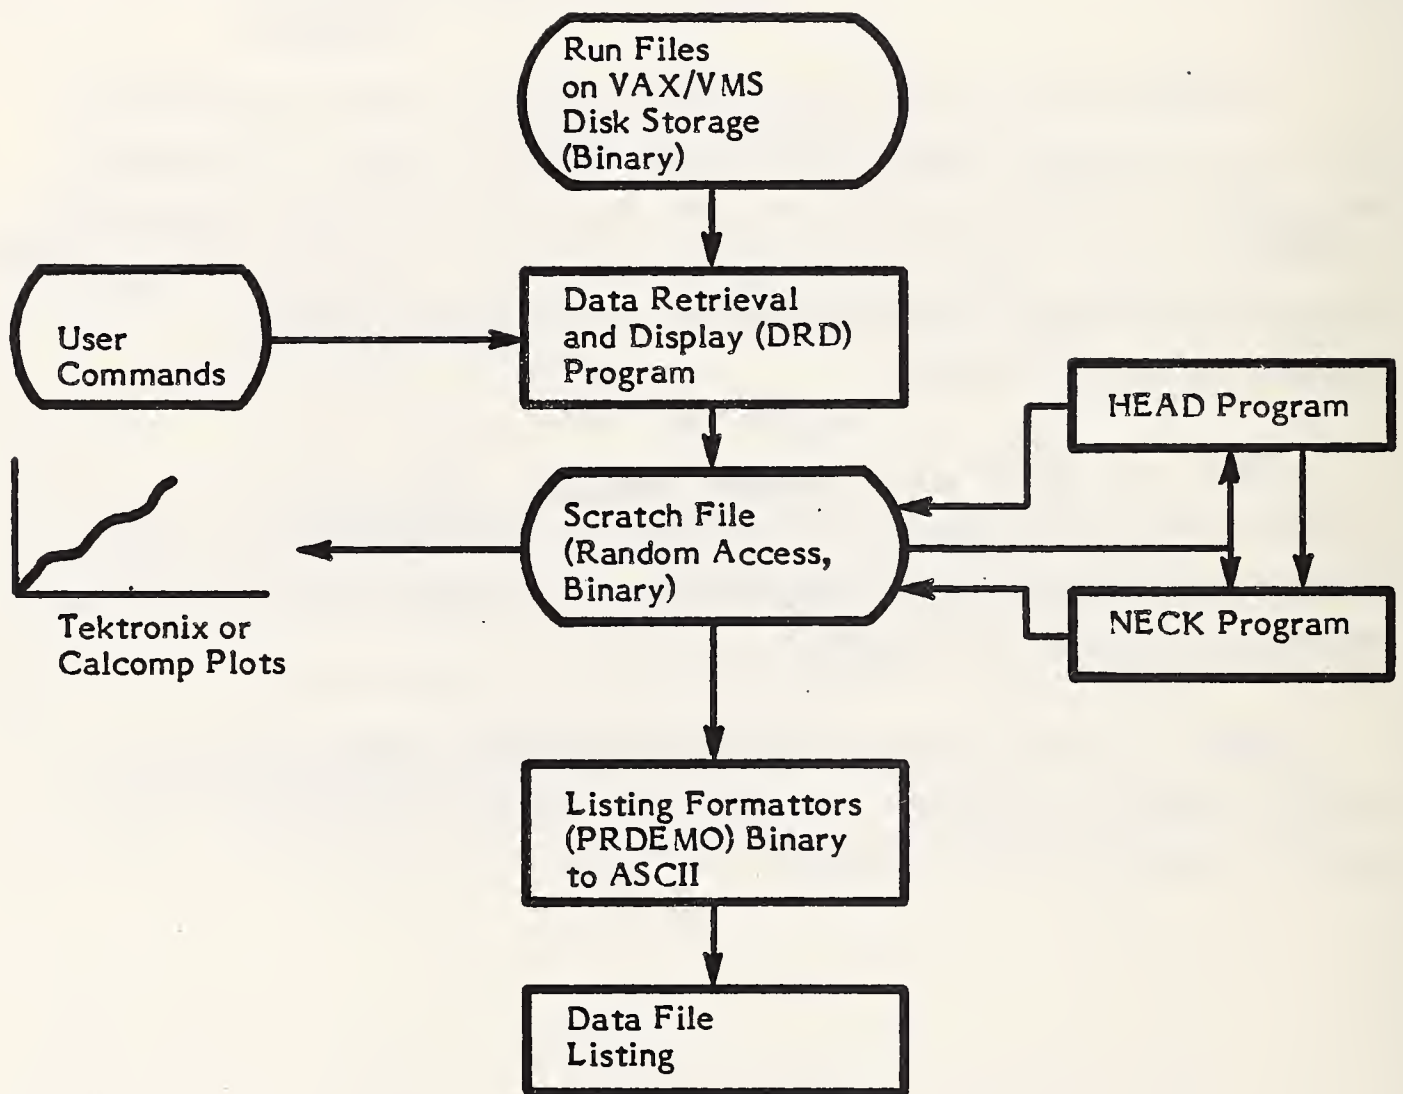 Run Files
on VAX/VMS
Disk Storage
(Binary)
Data Retrieval
and Display (DRD)
Program
User
Commands
HEAD Program
Scratch File
(Random Access,
Binary)
NECK Program
Tektronix or
Calcomp Plots
Listing Formattors
(PRDEMO) Binary
to ASCII
Data File
Listing